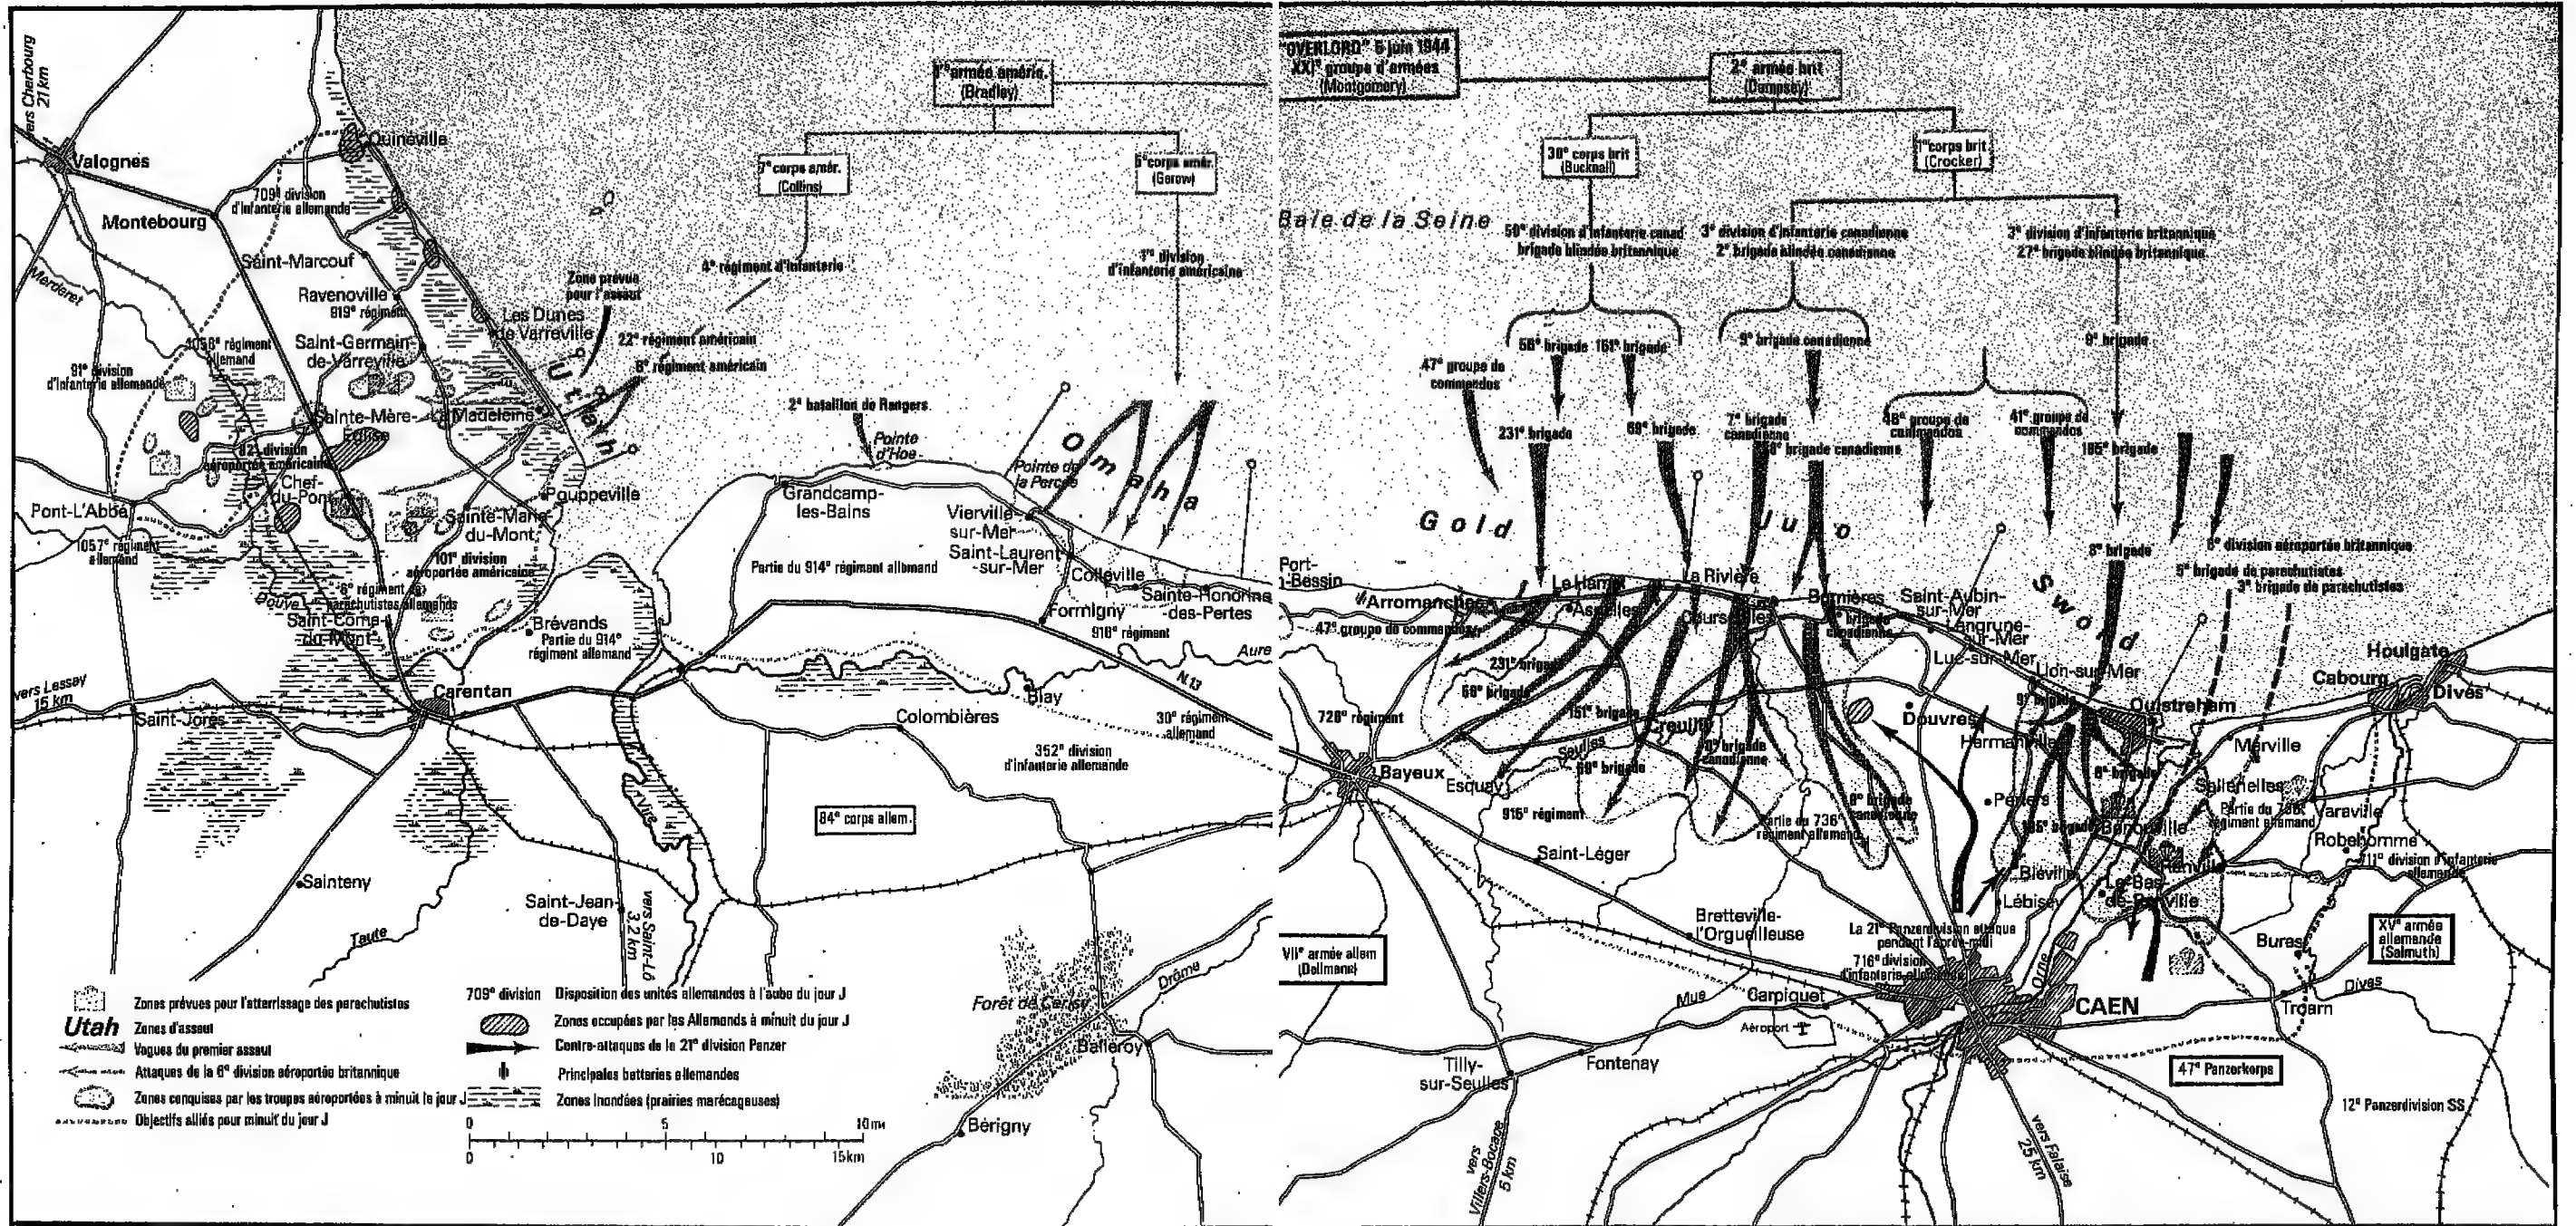 "OVERLORD" 6 juin 1944
XXIe groupe d'armées
(Montgomery)
1re armée améric.
(Bradley)
2e armée brit
(Dempsey)
7e corps amér.
(Collins)
5e corps amér.
(Gerow)
30e corps brit
(Bucknall)
1er corps brit.
(Crocker)
4e régiment d'infanterie
1re division
d'infanterie américaine
50e division d'infanterie canad
brigade blindée britannique
3e division d'infanterie canadienne
2e brigade blindée canadienne
3e division d'infanterie britannique
27e brigade blindée britannique
Baie de la Seine
vers Cherbourg
21 km
Valognes
Quinéville
709e division
d'infanterie allemande
Montebourg
Saint-Marcouf
Merderet
Ravenoville
919e régiment
Zone prévue
pour l'assaut
Les Dunes
de Varreville
22e régiment américain
8e régiment américain
Utah
1058e régiment
allemand
Saint-Germain-
de-Varreville
91e division
d'infanterie allemande
Sainte-Mère-
Église
La Madeleine
82e division
aéroportée américaine
Chef-
du-Pont
Pont-L'Abbé
Pouppeville
Sainte-Marie-
du-Mont
1057e régiment
allemand
101e division
aéroportée américaine
6e régiment de
parachutistes allemands
Douve
Saint-Come-
du-Mont
Brévands
Partie du 914e
régiment allemand
vers Lessay
15 km
Saint-Jores
Carentan
Sainteny
Taute
Saint-Jean-
de-Daye
vers Saint-Lô
3,2 km
Vire
2e bataillon de Rangers
Pointe
d'Hoe
Pointe de
la Percée
Grandcamp-
les-Bains
Omaha
Vierville-
sur-Mer
Saint-Laurent
-sur-Mer
Colleville
Sainte-Honorine
des-Pertes
Partie du 914e régiment allemand
Formigny
916e régiment
Aure
N.13
Blay
Colombières
30e régiment
allemand
352e division
d'infanterie allemande
84e corps allem.
Forêt de Cerisy
Drôme
Balleroy
Bérigny
47e groupe de
commandos
56e brigade
151e brigade
231e brigade
69e brigade
9e brigade canadienne
7e brigade
canadienne
8e brigade canadienne
48e groupe de
commandos
41e groupe de
commandos
9e brigade
185e brigade
8e brigade
6e division aéroportée britannique
5e brigade de parachutistes
3e brigade de parachutistes
Gold
Juno
Sword
Port-
-n-Bessin
Arromanches
Le Hamel
Asnelles
La Rivière
Courseulles
Bernières
Saint-Aubin-
sur-Mer
Langrune-
sur-Mer
Luc-sur-Mer
Lion-sur-Mer
47e groupe de commandos
231e brigade
56e brigade
151e brigade
69e brigade
9e brigade
canadienne
8e brigade
canadienne
726e régiment
Bayeux
Esquay
Seulles
Creully
915e régiment
Partie du 736e
régiment allemand
Saint-Léger
Douvres
Hermanville
9e brigade
Ouistreham
Cabourg
Houlgate
Dives
Merville
8e brigade
Sallenelles
Periers
185e brigade
Bénouville
Partie du 736e
régiment allemand
Varaville
Robehomme
711e division d'infanterie
allemande
Biéville
Ranville
Le-Bas-
de-Ranville
Lébisey
Bretteville-
l'Orgueilleuse
La 21e Panzerdivision attaque
pendant l'après-midi
716e division
d'infanterie allemande
VIIe armée allem
(Dollmann)
XVe armée
allemande
(Salmuth)
Bures
Orne
Dives
Troarn
CAEN
Mue
Carpiquet
Aéroport
Tilly-
sur-Seulles
Fontenay
47e Panzerkorps
12e Panzerdivision SS
vers
Villers-Bocage
5 km
vers Falaise
25 km
Zones prévues pour l'atterrissage des parachutistes
Utah Zones d'assaut
Vagues du premier assaut
Attaques de la 6e division aéroportée britannique
Zones conquises par les troupes aéroportées à minuit le jour J
Objectifs alliés pour minuit du jour J
709e division Disposition des unités allemandes à l'aube du jour J
Zones occupées par les Allemands à minuit du jour J
Contre-attaques de la 21e division Panzer
Principales batteries allemandes
Zones inondées (prairies marécageuses)
0 5 10 mi
0 10 15km